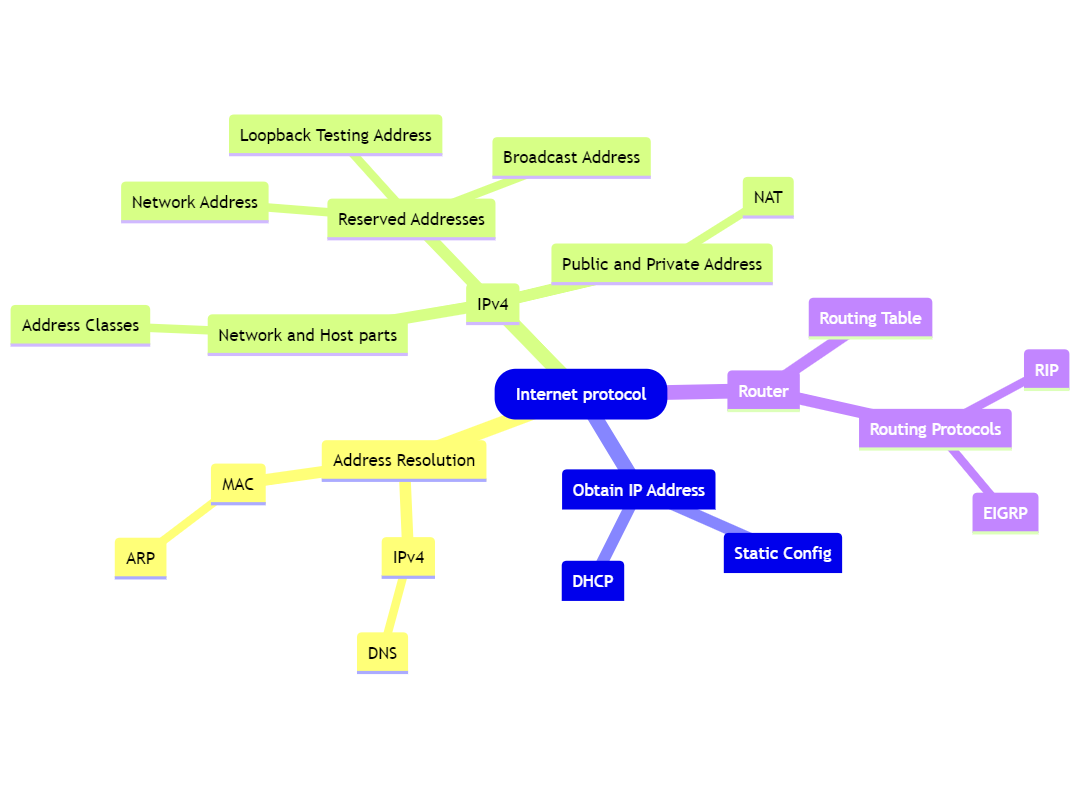 Loopback Testing Address
Broadcast Address
Network Address
NAT
Reserved Addresses
Public and Private Address
IPv4
Routing Table
Address Classes
Network and Host parts
RIP
Internet protocol
Router
Routing Protocols
Address Resolution
MAC
Obtain IP Address
EIGRP
ARP
IPv4
Static Config
DHCP
DNS